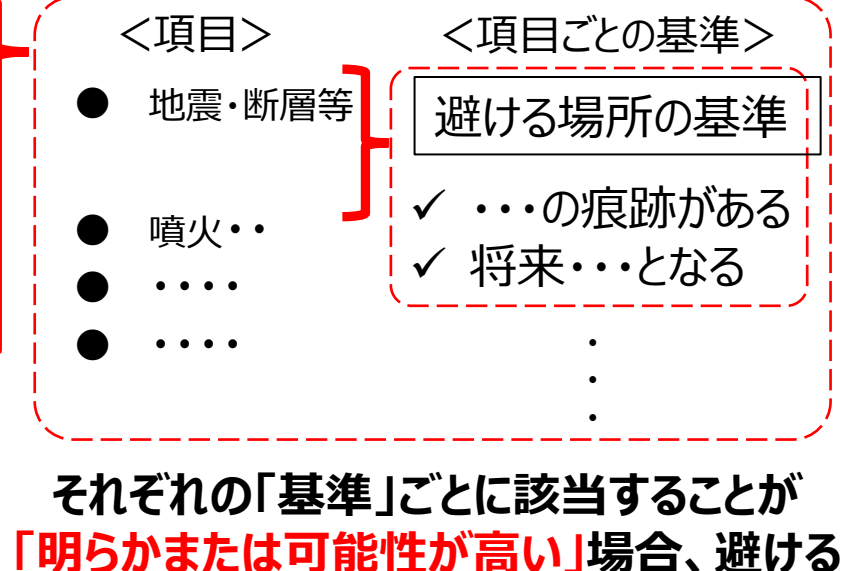 <項目>
<項目ごとの基準>
● 地震・断層等
避ける場所の基準
✓ ・・・の痕跡がある
● 噴火・・
✓ 将来・・・となる
● ・・・・
● ・・・・
・
・
・
それぞれの「基準」ごとに該当することが
「明らかまたは可能性が高い」場合、避ける